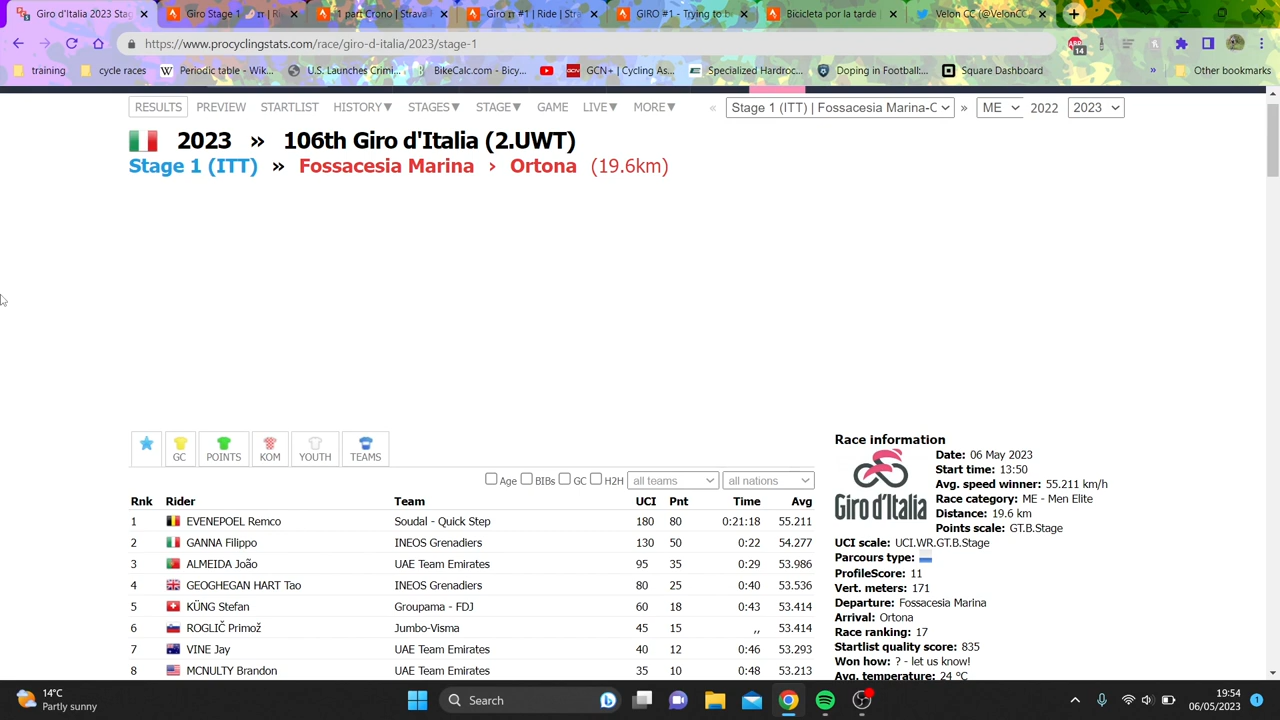 Giro d'Italia 2023 Sta
Giro Stage 1
1 part Crono | Strava
GIRO #1 - Trying to be
Bicicleta por la tarde |
Velon CC (@VelonCC
https://www.procyclingstats.com/race/giro-d-italia/2023/stage-1
14
training
cycle races
Periodic table - Wik...
U.S. Launches Crimi...
BikeCalc.com - Bicy...
GCN+ | Cycling As...
Specialized Hardroc...
Doping in Football:...
Square Dashboard
»
Other bookmarks
RESULTS PREVIEW STARTLIST HISTORY▼ STAGES▼ STAGE▼ GAME LIVE▼ MORE▼
« Stage 1 (ITT) | Fossacesia Marina-O » ME 2022 2023
2023 » 106th Giro d'Italia (2.UWT)
Stage 1 (ITT) » Fossacesia Marina › Ortona (19.6km)
GC POINTS KOM YOUTH TEAMS
Age BIBs GC H2H all teams all nations
Rnk Rider Team UCI Pnt Time Avg
1 EVENEPOEL Remco Soudal - Quick Step 180 80 0:21:18 55.211
2 GANNA Filippo INEOS Grenadiers 130 50 0:22 54.277
3 ALMEIDA João UAE Team Emirates 95 35 0:29 53.986
4 GEOGHEGAN HART Tao INEOS Grenadiers 80 25 0:40 53.536
5 KÜNG Stefan Groupama - FDJ 60 18 0:43 53.414
6 ROGLIČ Primož Jumbo-Visma 45 15 ,, 53.414
7 VINE Jay UAE Team Emirates 40 12 0:46 53.293
8 MCNULTY Brandon UAE Team Emirates 35 10 0:48 53.213
Race information
Giro d'Italia
Date: 06 May 2023
Start time: 13:50
Avg. speed winner: 55.211 km/h
Race category: ME - Men Elite
Distance: 19.6 km
Points scale: GT.B.Stage
UCI scale: UCI.WR.GT.B.Stage
Parcours type:
ProfileScore: 11
Vert. meters: 171
Departure: Fossacesia Marina
Arrival: Ortona
Race ranking: 17
Startlist quality score: 835
Won how: ? - let us know!
Avg. temperature: 24 °C
14°C
Partly sunny
Search
19:54
06/05/2023
1